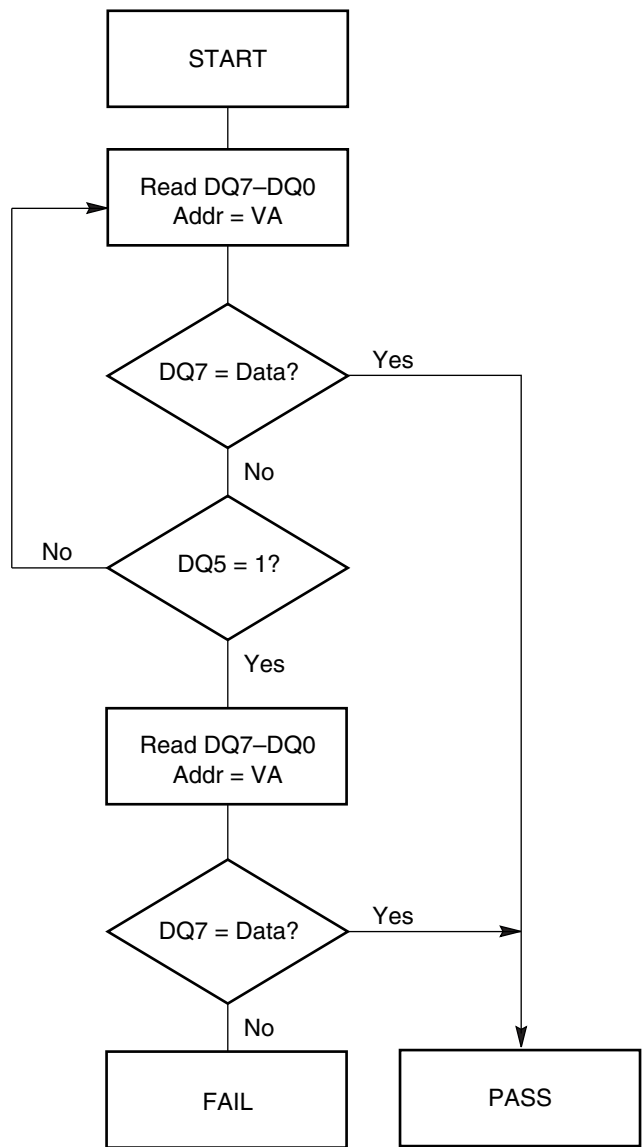 START
Read DQ7–DQ0
Addr = VA
DQ7 = Data?
Yes
No
DQ5 = 1?
No
Yes
Read DQ7–DQ0
Addr = VA
DQ7 = Data?
Yes
No
FAIL
PASS